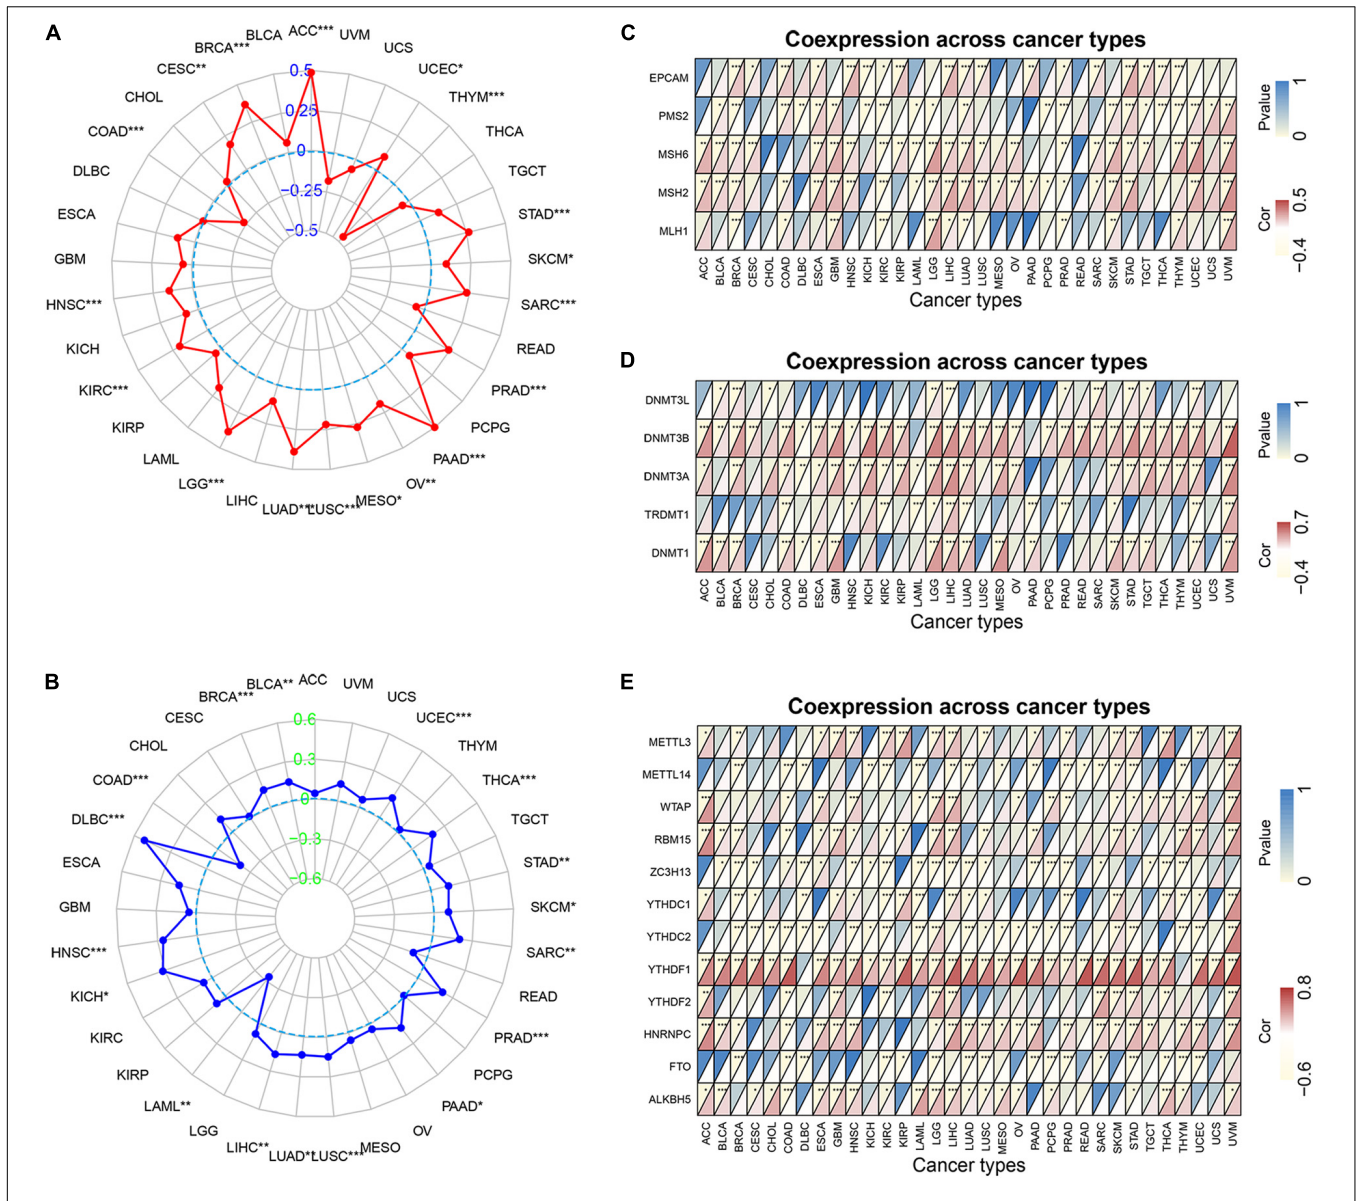 A
ACC***
UVM
UCS
UCEC*
THYM***
THCA
TGCT
STAD***
SKCM*
SARC***
READ
PRAD***
PCPG
PAAD***
OV**
MESO*
LUSC***
LUAD***
LIHC
LGG***
LAML
KIRP
KIRC***
KICH
HNSC***
GBM
ESCA
DLBC
COAD***
CHOL
CESC**
BRCA***
BLCA
0.5
0.25
0
−0.25
−0.5
B
ACC
UVM
UCS
UCEC***
THYM
THCA***
TGCT
STAD**
SKCM*
SARC**
READ
PRAD***
PCPG
PAAD*
OV
MESO
LUSC***
LIHC**
LGG
LAML**
KIRP
KIRC
KICH*
HNSC***
GBM
ESCA
DLBC***
COAD***
CHOL
CESC
BRCA***
BLCA**
0.6
0.3
0
−0.3
−0.6
C
Coexpression across cancer types
EPCAM
PMS2
MSH6
MSH2
MLH1
ACC BLCA BRCA CESC CHOL COAD DLBC ESCA GBM HNSC KICH KIRC KIRP LAML LGG LIHC LUAD LUSC MESO OV PAAD PCPG PRAD READ SARC SKCM STAD TGCT THCA THYM UCEC UCS UVM
Cancer types
Pvalue
1
0
Cor
0.5
−0.4
D
Coexpression across cancer types
DNMT3L
DNMT3B
DNMT3A
TRDMT1
DNMT1
ACC BLCA BRCA CESC CHOL COAD DLBC ESCA GBM HNSC KICH KIRC KIRP LAML LGG LIHC LUAD LUSC MESO OV PAAD PCPG PRAD READ SARC SKCM STAD TGCT THCA THYM UCEC UCS UVM
Cancer types
Pvalue
1
0
Cor
0.7
−0.4
E
Coexpression across cancer types
METTL3
METTL14
WTAP
RBM15
ZC3H13
YTHDC1
YTHDC2
YTHDF1
YTHDF2
HNRNPC
FTO
ALKBH5
ACC BLCA BRCA CESC CHOL COAD DLBC ESCA GBM HNSC KICH KIRC KIRP LAML LGG LIHC LUAD LUSC MESO OV PAAD PCPG PRAD READ SARC SKCM STAD TGCT THCA THYM UCEC UCS UVM
Cancer types
Pvalue
1
0
Cor
0.8
−0.6